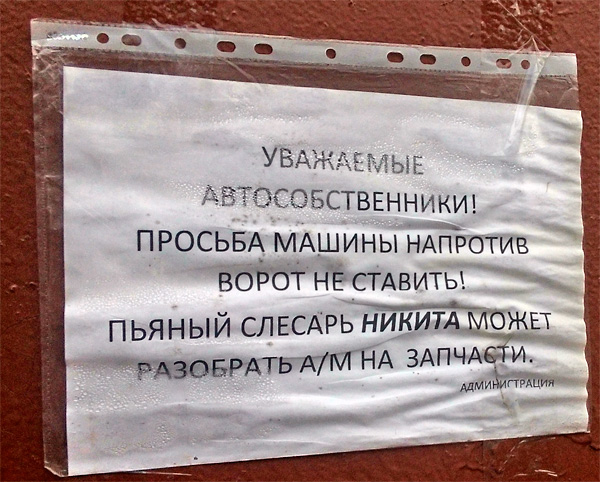 УВАЖАЕМЫЕ
АВТОСОБСТВЕННИКИ!
ПРОСЬБА МАШИНЫ НАПРОТИВ
ВОРОТ НЕ СТАВИТЬ!
ПЬЯНЫЙ СЛЕСАРЬ НИКИТА МОЖЕТ
РАЗОБРАТЬ А/М НА ЗАПЧАСТИ.
АДМИНИСТРАЦИЯ